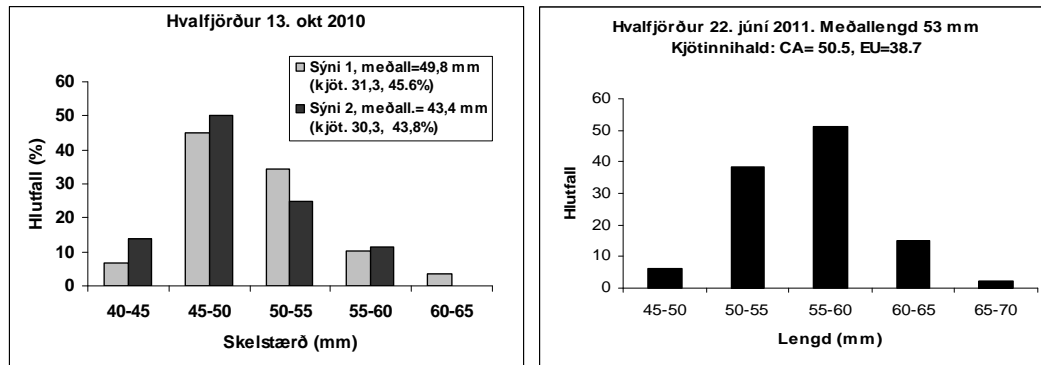 Hvalfjörður 13. okt 2010
Sýni 1, meðall=49,8 mm
(kjöt. 31,3, 45.6%)
Sýni 2, meðall.= 43,4 mm
(kjöt. 30,3, 43,8%)
Hlutfall (%)
60
50
40
30
20
10
0
40-45 45-50 50-55 55-60 60-65
Skelstærð (mm)
Hvalfjörður 22. júní 2011. Meðallengd 53 mm
Kjötinnihald: CA= 50.5, EU=38.7
Hlutfall
60
50
40
30
20
10
0
45-50 50-55 55-60 60-65 65-70
Lengd (mm)